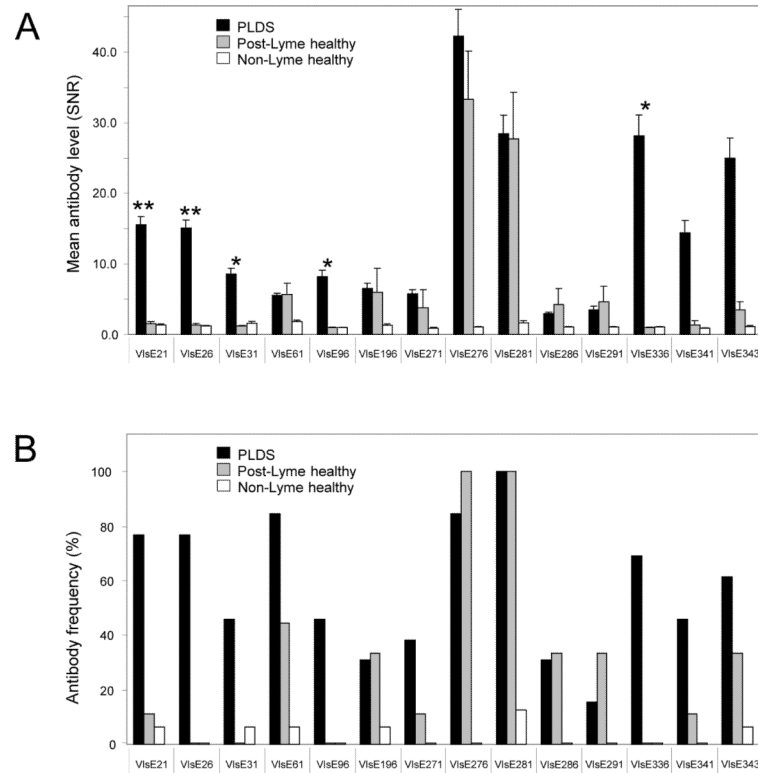 A
PLDS
Post-Lyme healthy
Non-Lyme healthy
Mean antibody level (SNR)
40.0
30.0
20.0
10.0
0.0
** ** * * *
VlsE21 VlsE26 VlsE31 VlsE61 VlsE96 VlsE196 VlsE271 VlsE276 VlsE281 VlsE286 VlsE291 VlsE336 VlsE341 VlsE343
B
PLDS
Post-Lyme healthy
Non-Lyme healthy
Antibody frequency (%)
100
80
60
40
20
0
VlsE21 VlsE26 VlsE31 VlsE61 VlsE96 VlsE196 VlsE271 VlsE276 VlsE281 VlsE286 VlsE291 VlsE336 VlsE341 VlsE343